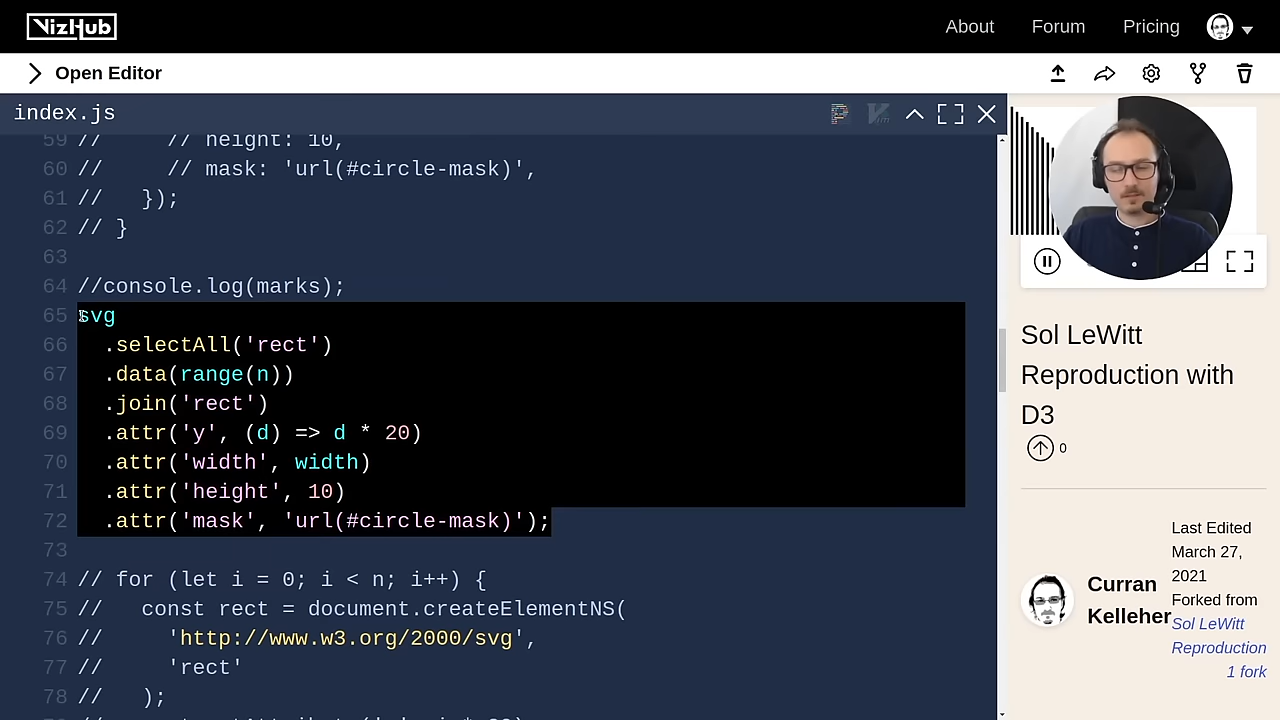 VizHub
About
Forum
Pricing
Open Editor
index.js
59 //     // height: 10,
60 //     // mask: 'url(#circle-mask)',
61 //   });
62 // }
63
64 //console.log(marks);
65 svg
66   .selectAll('rect')
67   .data(range(n))
68   .join('rect')
69   .attr('y', (d) => d * 20)
70   .attr('width', width)
71   .attr('height', 10)
72   .attr('mask', 'url(#circle-mask)');
73
74 // for (let i = 0; i < n; i++) {
75 //   const rect = document.createElementNS(
76 //     'http://www.w3.org/2000/svg',
77 //     'rect'
78 //   );
Sol LeWitt
Reproduction with
D3
0
Curran
Kelleher
Last Edited
March 27,
2021
Forked from
Sol LeWitt
Reproduction
1 fork